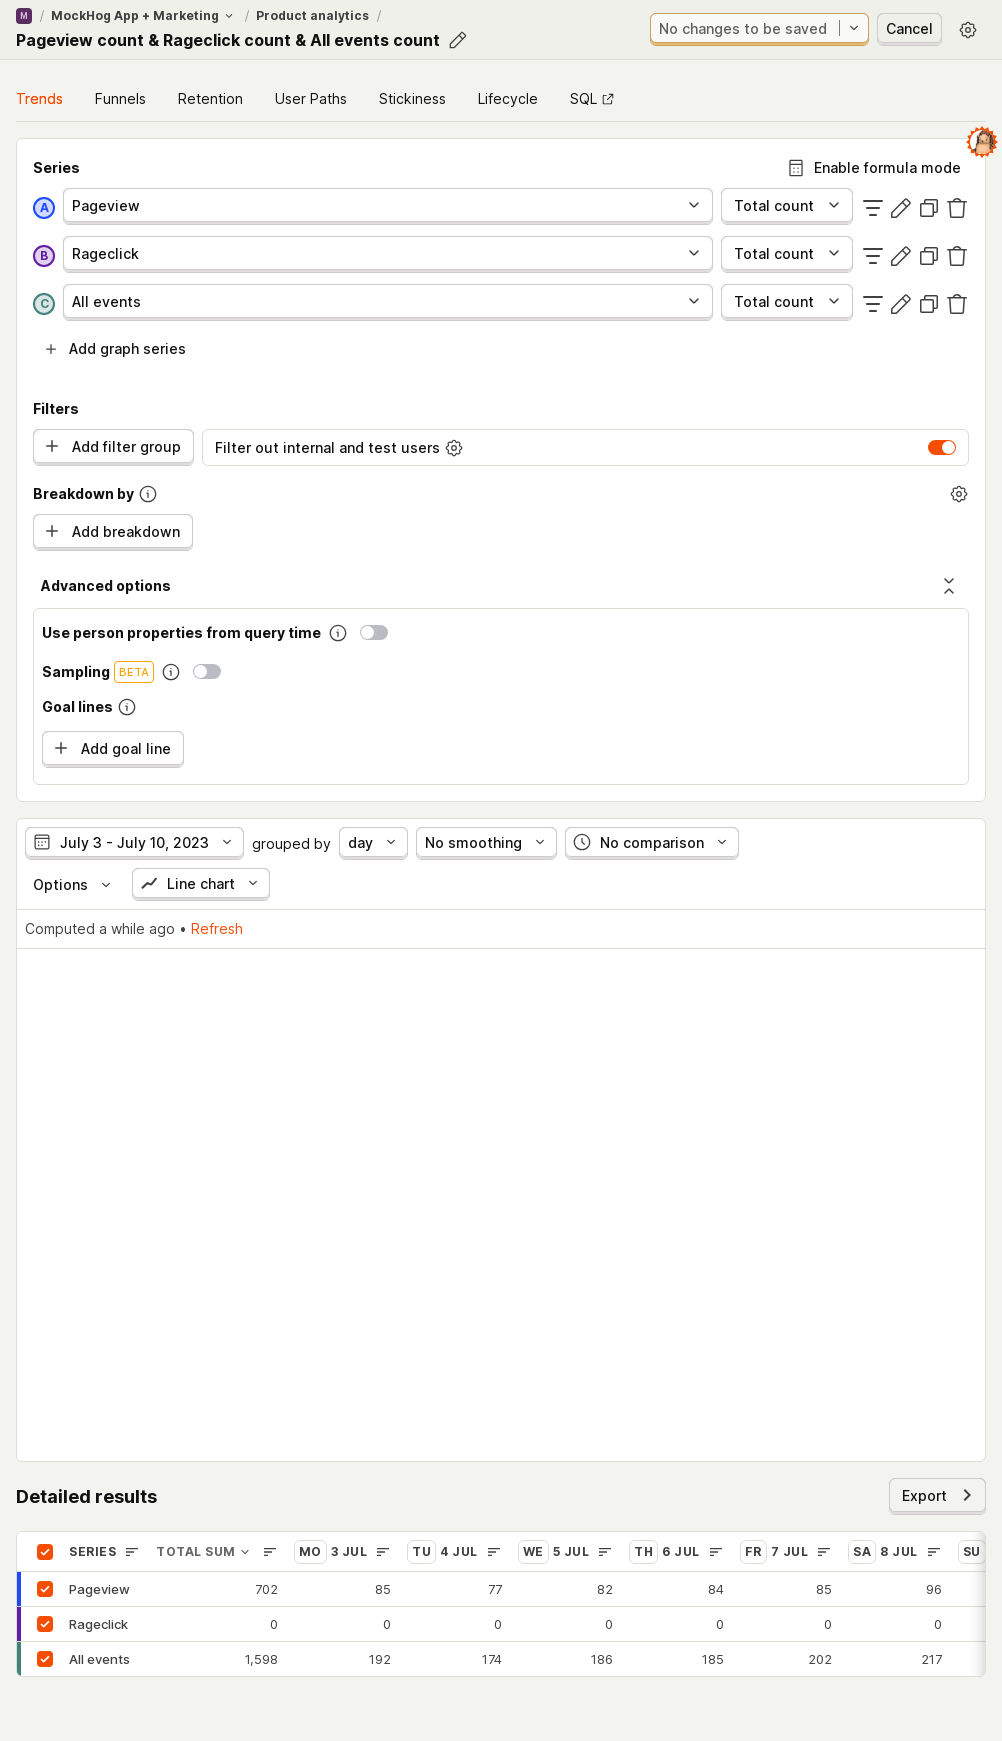 M / MockHog App + Marketing / Product analytics /
Pageview count & Rageclick count & All events count
No changes to be saved
Cancel
Trends Funnels Retention User Paths Stickiness Lifecycle SQL
Series
Enable formula mode
A Pageview Total count
B Rageclick Total count
C All events Total count
Add graph series
Filters
Add filter group
Filter out internal and test users
Breakdown by
Add breakdown
Advanced options
Use person properties from query time
Sampling BETA
Goal lines
Add goal line
July 3 - July 10, 2023 grouped by day No smoothing No comparison
Options Line chart
Computed a while ago • Refresh
Detailed results
Export
SERIES TOTAL SUM MO 3 JUL TU 4 JUL WE 5 JUL TH 6 JUL FR 7 JUL SA 8 JUL SU
Pageview 702 85 77 82 84 85 96
Rageclick 0 0 0 0 0 0 0
All events 1,598 192 174 186 185 202 217